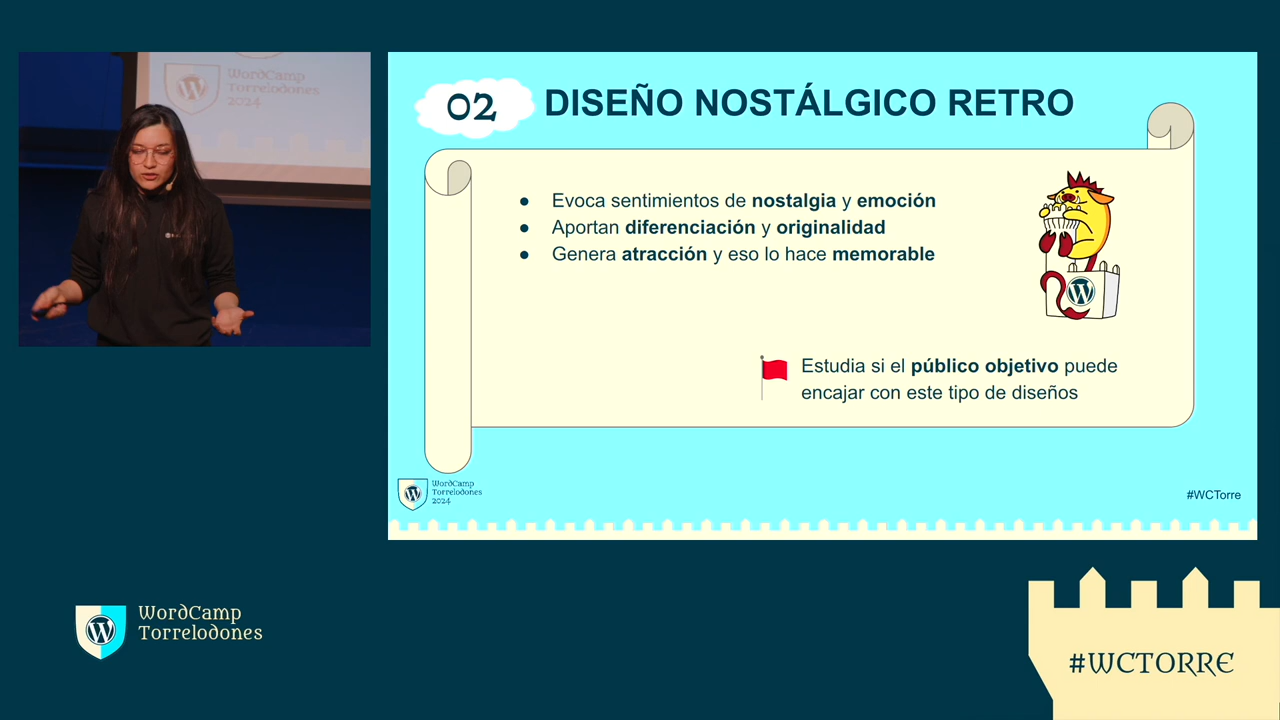 WordCamp
Torrelodones
2024
02 DISEÑO NOSTÁLGICO RETRO
● Evoca sentimientos de nostalgia y emoción
● Aportan diferenciación y originalidad
● Genera atracción y eso lo hace memorable
Estudia si el público objetivo puede
encajar con este tipo de diseños
WordCamp
Torrelodones
2024
#WCTorre
WordCamp
Torrelodones
#WCTORRE